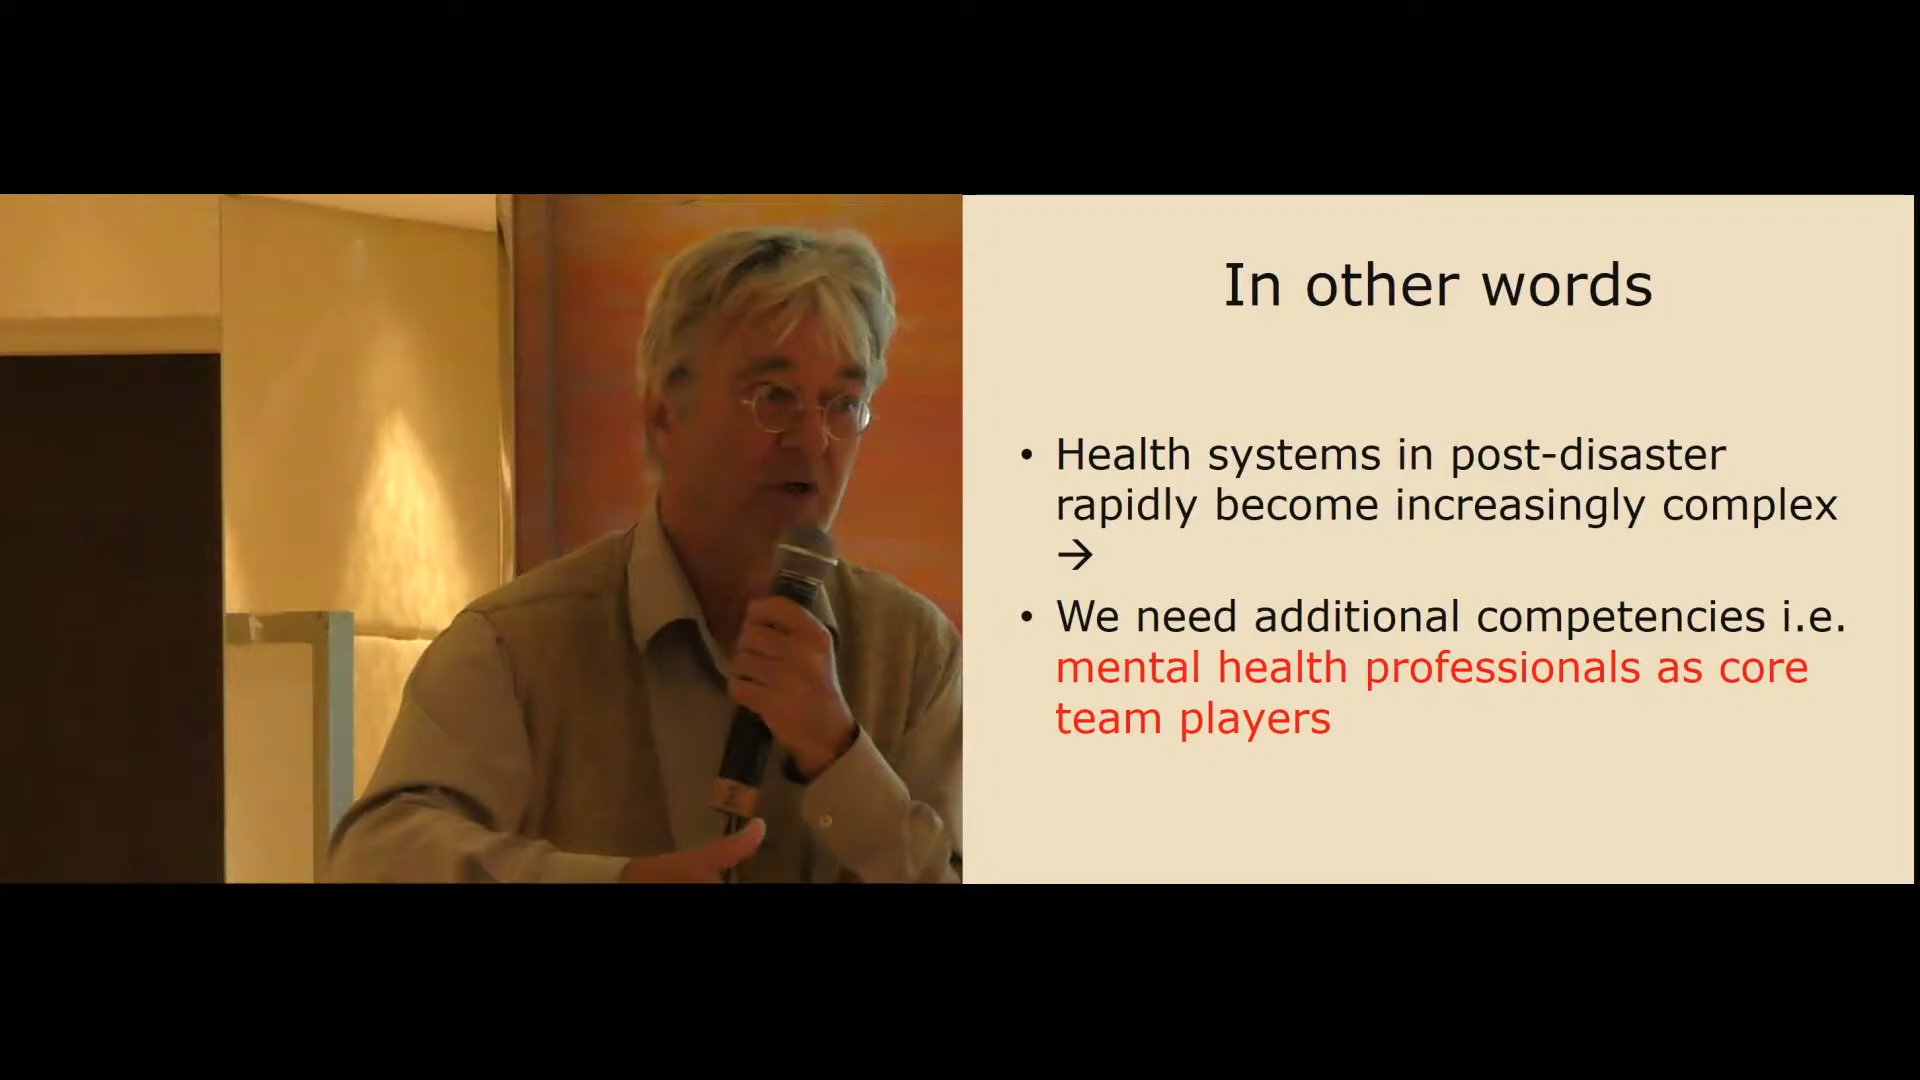 In other words
• Health systems in post-disaster
rapidly become increasingly complex
→
• We need additional competencies i.e.
mental health professionals as core
team players